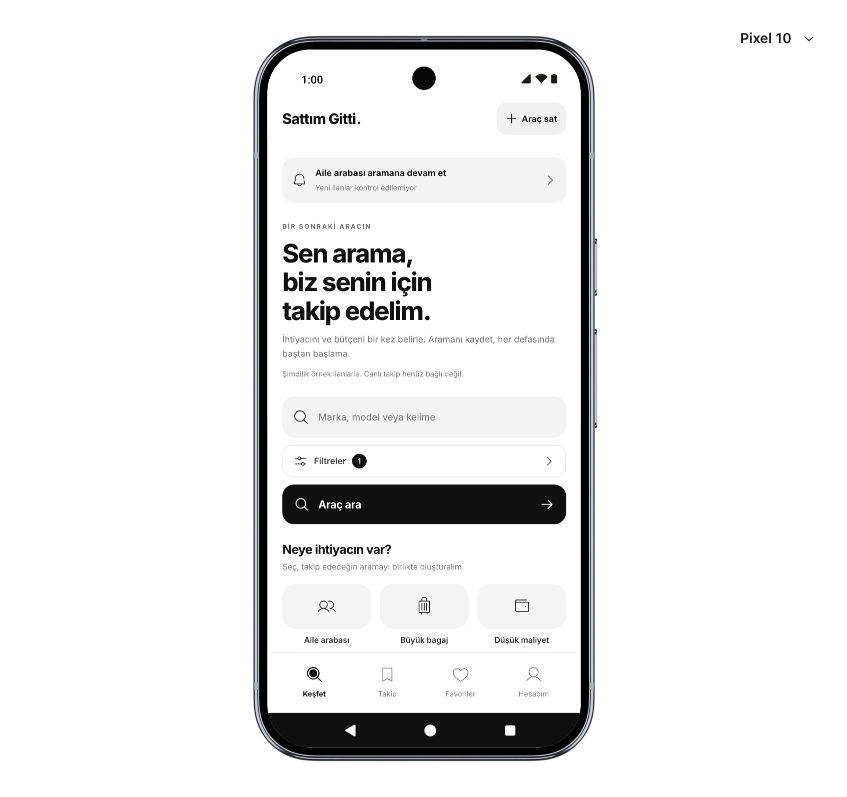 Pixel 10
1:00
Sattım Gitti.
Araç sat
Aile arabası aramana devam et
Yeni ilanlar kontrol edilemiyor
BİR SONRAKİ ARACIN
Sen arama,
biz senin için
takip edelim.
İhtiyacını ve bütçeni bir kez belirle. Aramanı kaydet, her defasında
baştan başlama.
Şimdilik örnek ilanlarla. Canlı takip henüz bağlı değil.
Marka, model veya kelime
Filtreler 1
Araç ara
Neye ihtiyacın var?
Seç, takip edeceğin aramayı birlikte oluşturalım.
Aile arabası Büyük bagaj Düşük maliyet
Keşfet Takip Favoriler Hesabım